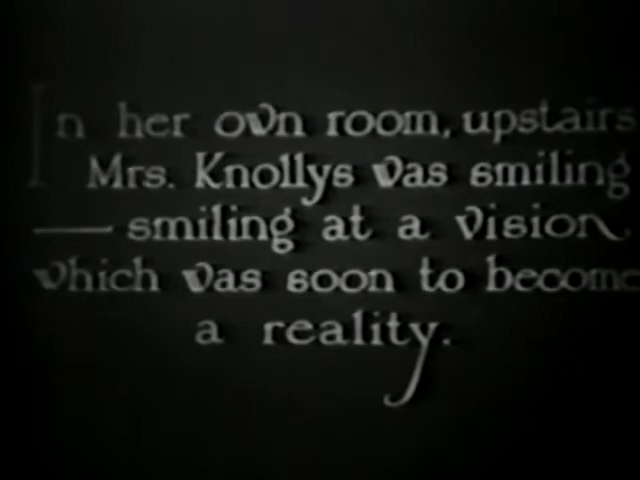 In her own room, upstairs
Mrs. Knollys was smiling
— smiling at a vision
which was soon to become
a reality.